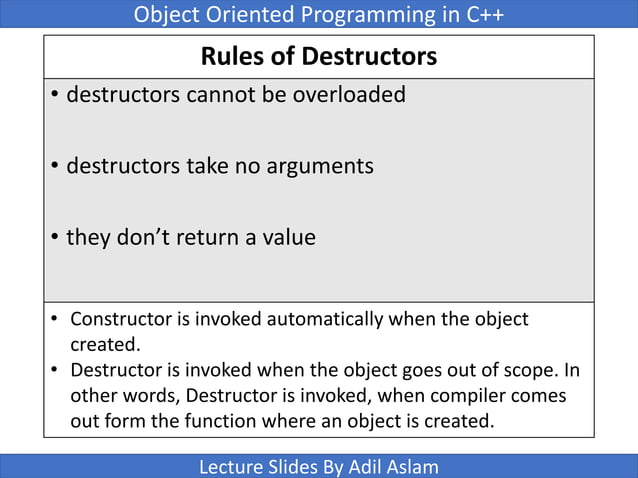 Object Oriented Programming in C++
Rules of Destructors
• destructors cannot be overloaded
• destructors take no arguments
• they don’t return a value
• Constructor is invoked automatically when the object
created.
• Destructor is invoked when the object goes out of scope. In
other words, Destructor is invoked, when compiler comes
out form the function where an object is created.
Lecture Slides By Adil Aslam